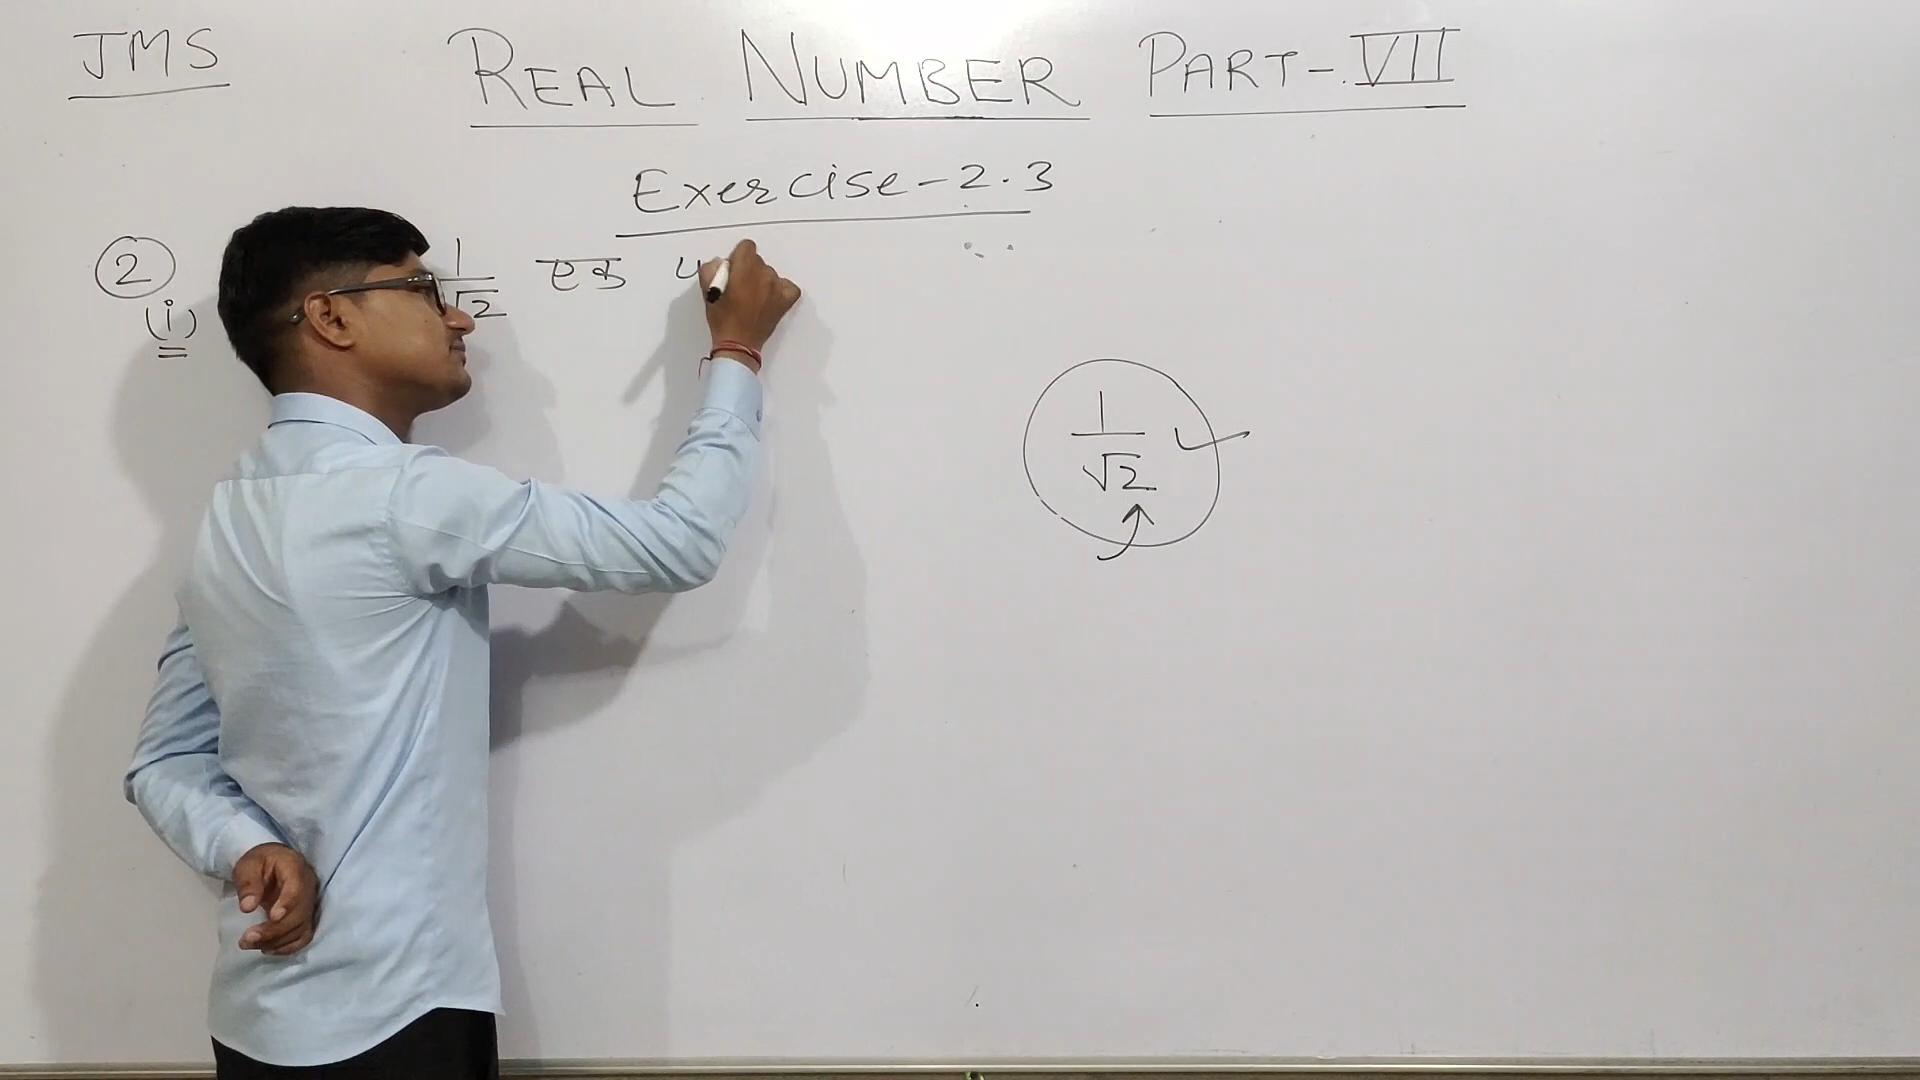 JMS REAL NUMBER PART-VII
Exercise-2.3
② 1/√2 एक
(i)
1/√2 ✓